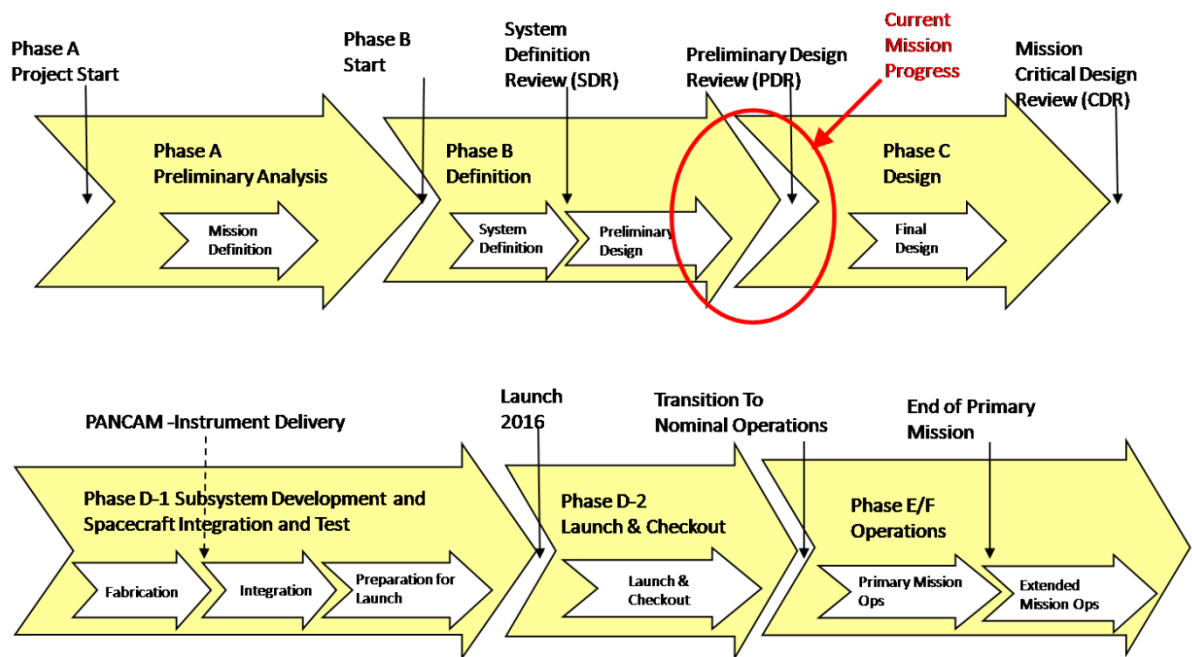 Phase A
Project Start
Phase B
Start
System
Definition
Review (SDR)
Preliminary Design
Review (PDR)
Current
Mission
Progress
Mission
Critical Design
Review (CDR)
Phase A
Preliminary Analysis
Mission
Definition
Phase B
Definition
System
Definition
Preliminary
Design
Phase C
Design
Final
Design
PANCAM -Instrument Delivery
Launch
2016
Transition To
Nominal Operations
End of Primary
Mission
Phase D-1 Subsystem Development and
Spacecraft Integration and Test
Fabrication
Integration
Preparation for
Launch
Phase D-2
Launch & Checkout
Launch &
Checkout
Phase E/F
Operations
Primary Mission
Ops
Extended
Mission Ops